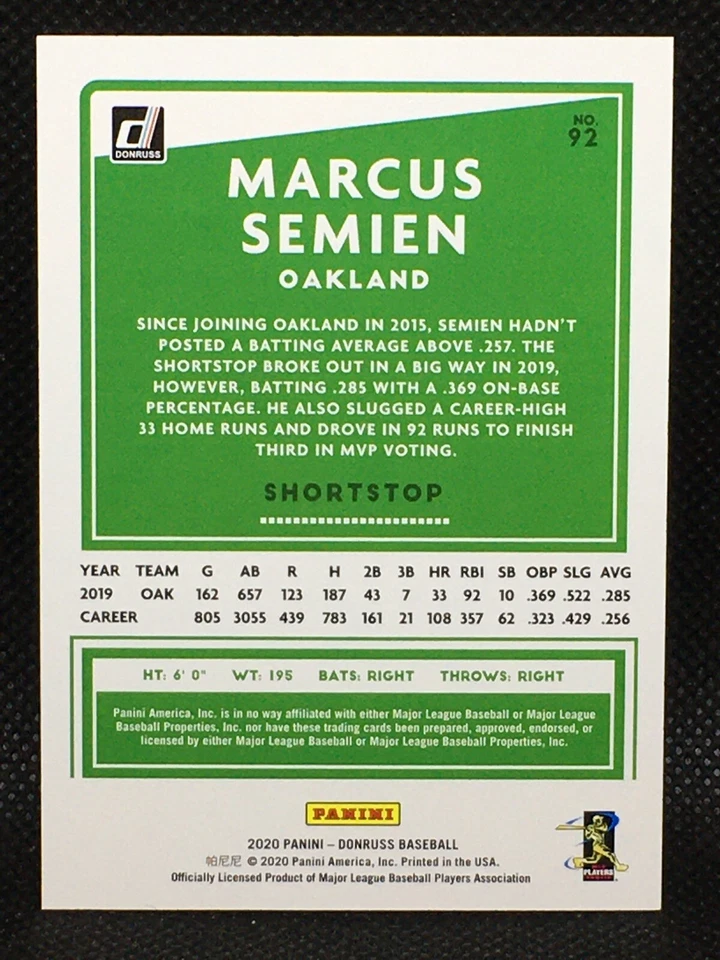 DONRUSS
NO.
92
MARCUS
SEMIEN
OAKLAND
SINCE JOINING OAKLAND IN 2015, SEMIEN HADN'T
POSTED A BATTING AVERAGE ABOVE .257. THE
SHORTSTOP BROKE OUT IN A BIG WAY IN 2019,
HOWEVER, BATTING .285 WITH A .369 ON-BASE
PERCENTAGE. HE ALSO SLUGGED A CAREER-HIGH
33 HOME RUNS AND DROVE IN 92 RUNS TO FINISH
THIRD IN MVP VOTING.
SHORTSTOP
YEAR TEAM G AB R H 2B 3B HR RBI SB OBP SLG AVG
2019 OAK 162 657 123 187 43 7 33 92 10 .369 .522 .285
CAREER 805 3055 439 783 161 21 108 357 62 .323 .429 .256
HT: 6' 0" WT: 195 BATS: RIGHT THROWS: RIGHT
Panini America, Inc. is in no way affiliated with either Major League Baseball or Major League
Baseball Properties, Inc. nor have these trading cards been prepared, approved, endorsed, or
licensed by either Major League Baseball or Major League Baseball Properties, Inc.
PANINI
2020 PANINI – DONRUSS BASEBALL
帕尼尼 © 2020 Panini America, Inc. Printed in the USA.
Officially Licensed Product of Major League Baseball Players Association
PLAYERS